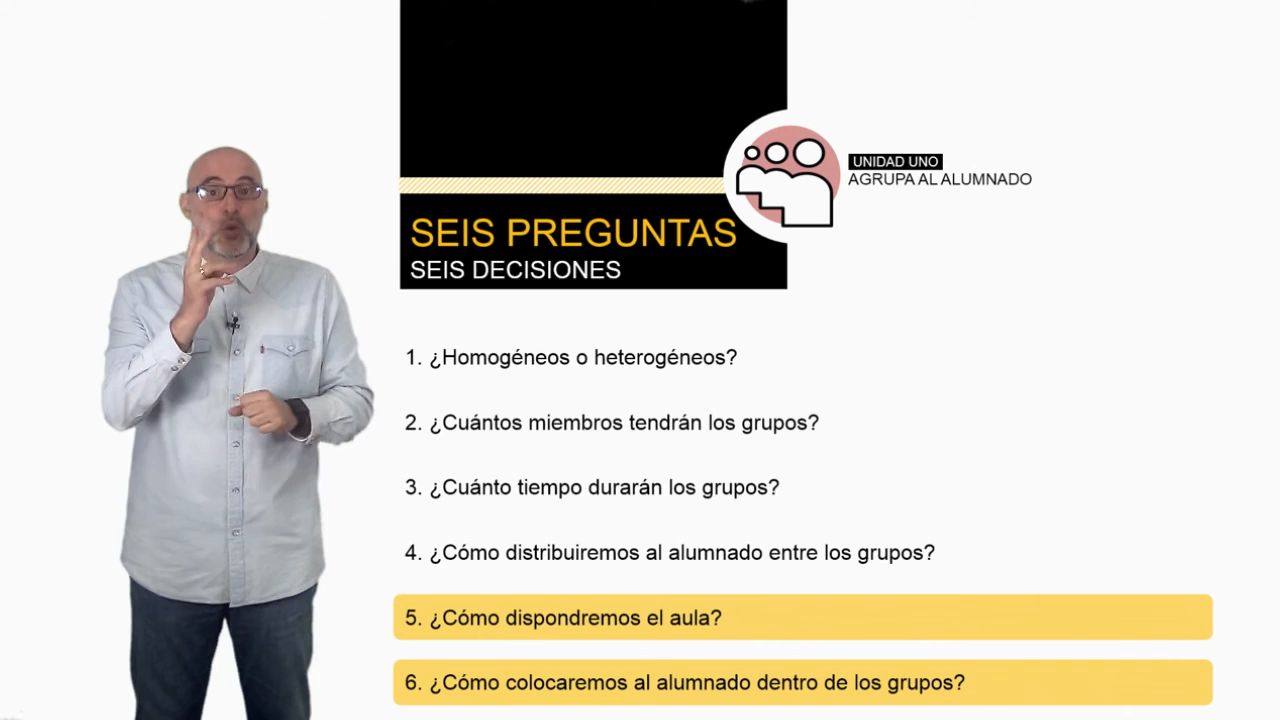 UNIDAD UNO
AGRUPA AL ALUMNADO
SEIS PREGUNTAS
SEIS DECISIONES
1. ¿Homogéneos o heterogéneos?
2. ¿Cuántos miembros tendrán los grupos?
3. ¿Cuánto tiempo durarán los grupos?
4. ¿Cómo distribuiremos al alumnado entre los grupos?
5. ¿Cómo dispondremos el aula?
6. ¿Cómo colocaremos al alumnado dentro de los grupos?